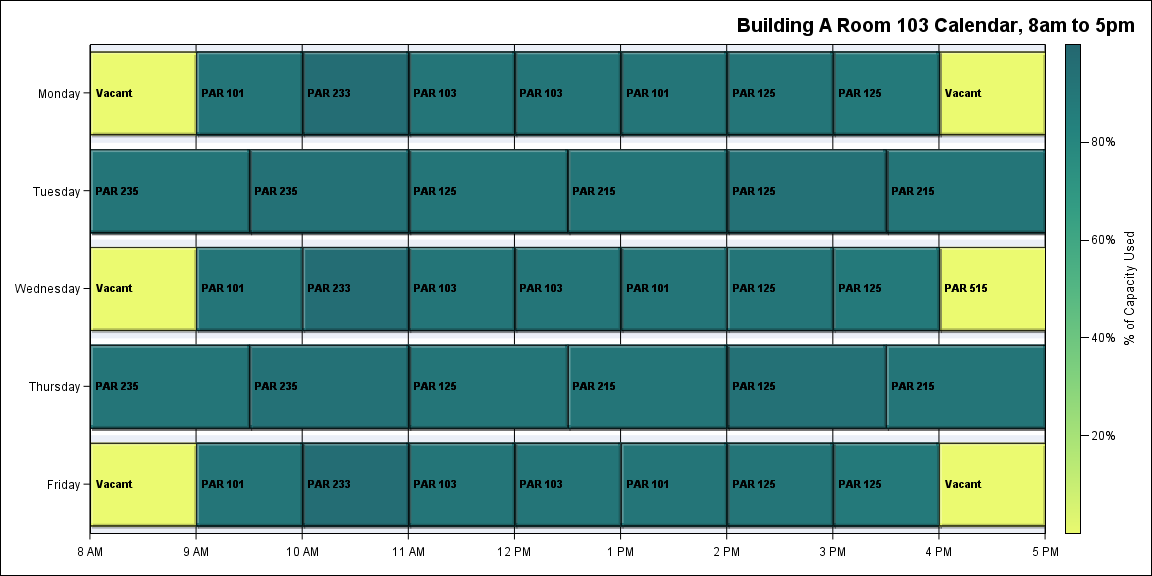 Building A Room 103 Calendar, 8am to 5pm
Monday
Vacant PAR 101 PAR 233 PAR 103 PAR 103 PAR 101 PAR 125 PAR 125 Vacant
Tuesday
PAR 235 PAR 235 PAR 125 PAR 215 PAR 125 PAR 215
Wednesday
Vacant PAR 101 PAR 233 PAR 103 PAR 103 PAR 101 PAR 125 PAR 125 PAR 515
Thursday
PAR 235 PAR 235 PAR 125 PAR 215 PAR 125 PAR 215
Friday
Vacant PAR 101 PAR 233 PAR 103 PAR 103 PAR 101 PAR 125 PAR 125 Vacant
8 AM 9 AM 10 AM 11 AM 12 PM 1 PM 2 PM 3 PM 4 PM 5 PM
80%
60%
40%
20%
% of Capacity Used